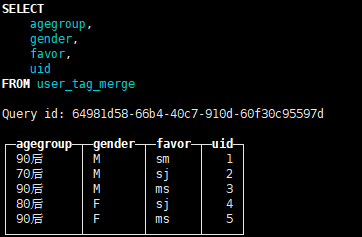 SELECT
    agegroup,
    gender,
    favor,
    uid
FROM user_tag_merge
Query id: 64981d58-66b4-40c7-910d-60f30c95597d
agegroup gender favor uid
90后 M sm 1
70后 M sj 2
90后 M ms 3
80后 F sj 4
90后 F ms 5